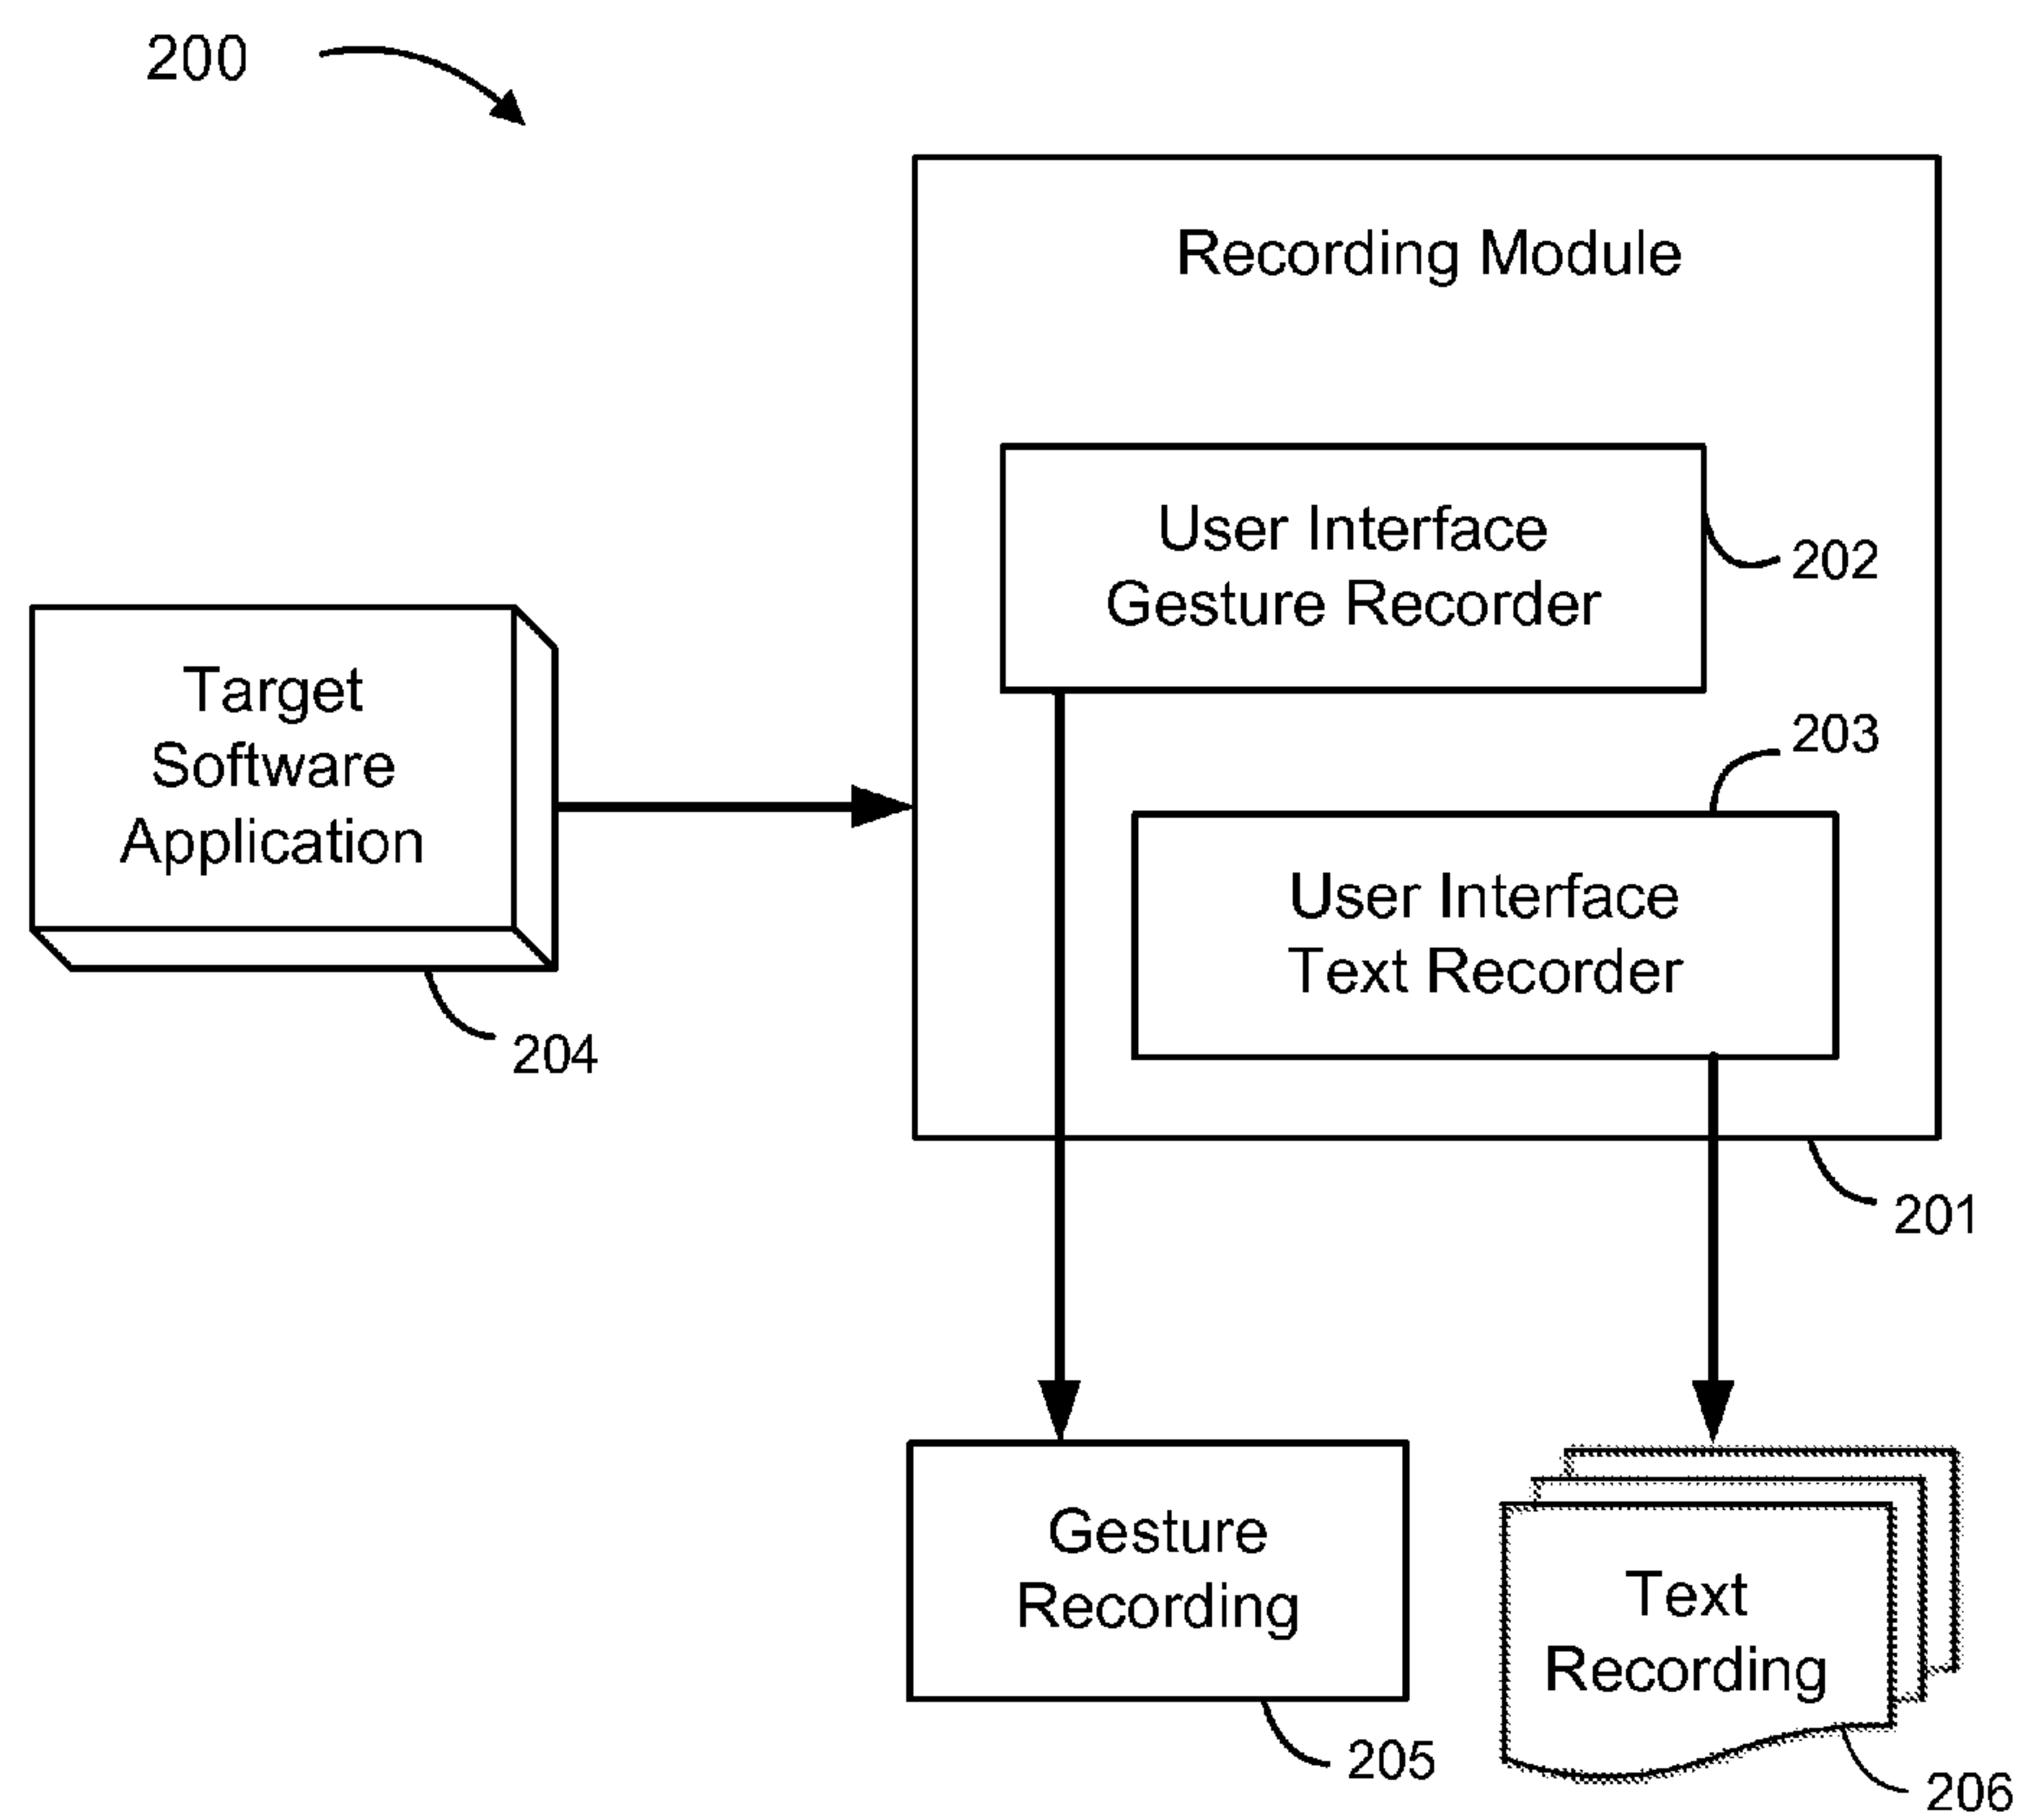 200
Recording Module
User Interface
Gesture Recorder
202
Target
Software
Application
203
User Interface
Text Recorder
204
201
Gesture
Recording
205
Text
Recording
206